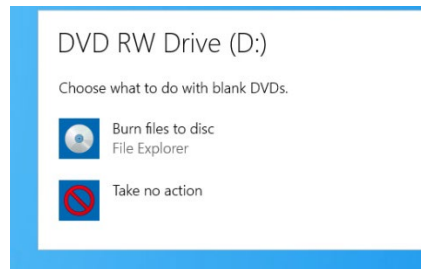 DVD RW Drive (D:)
Choose what to do with blank DVDs.
Burn files to disc
File Explorer
Take no action